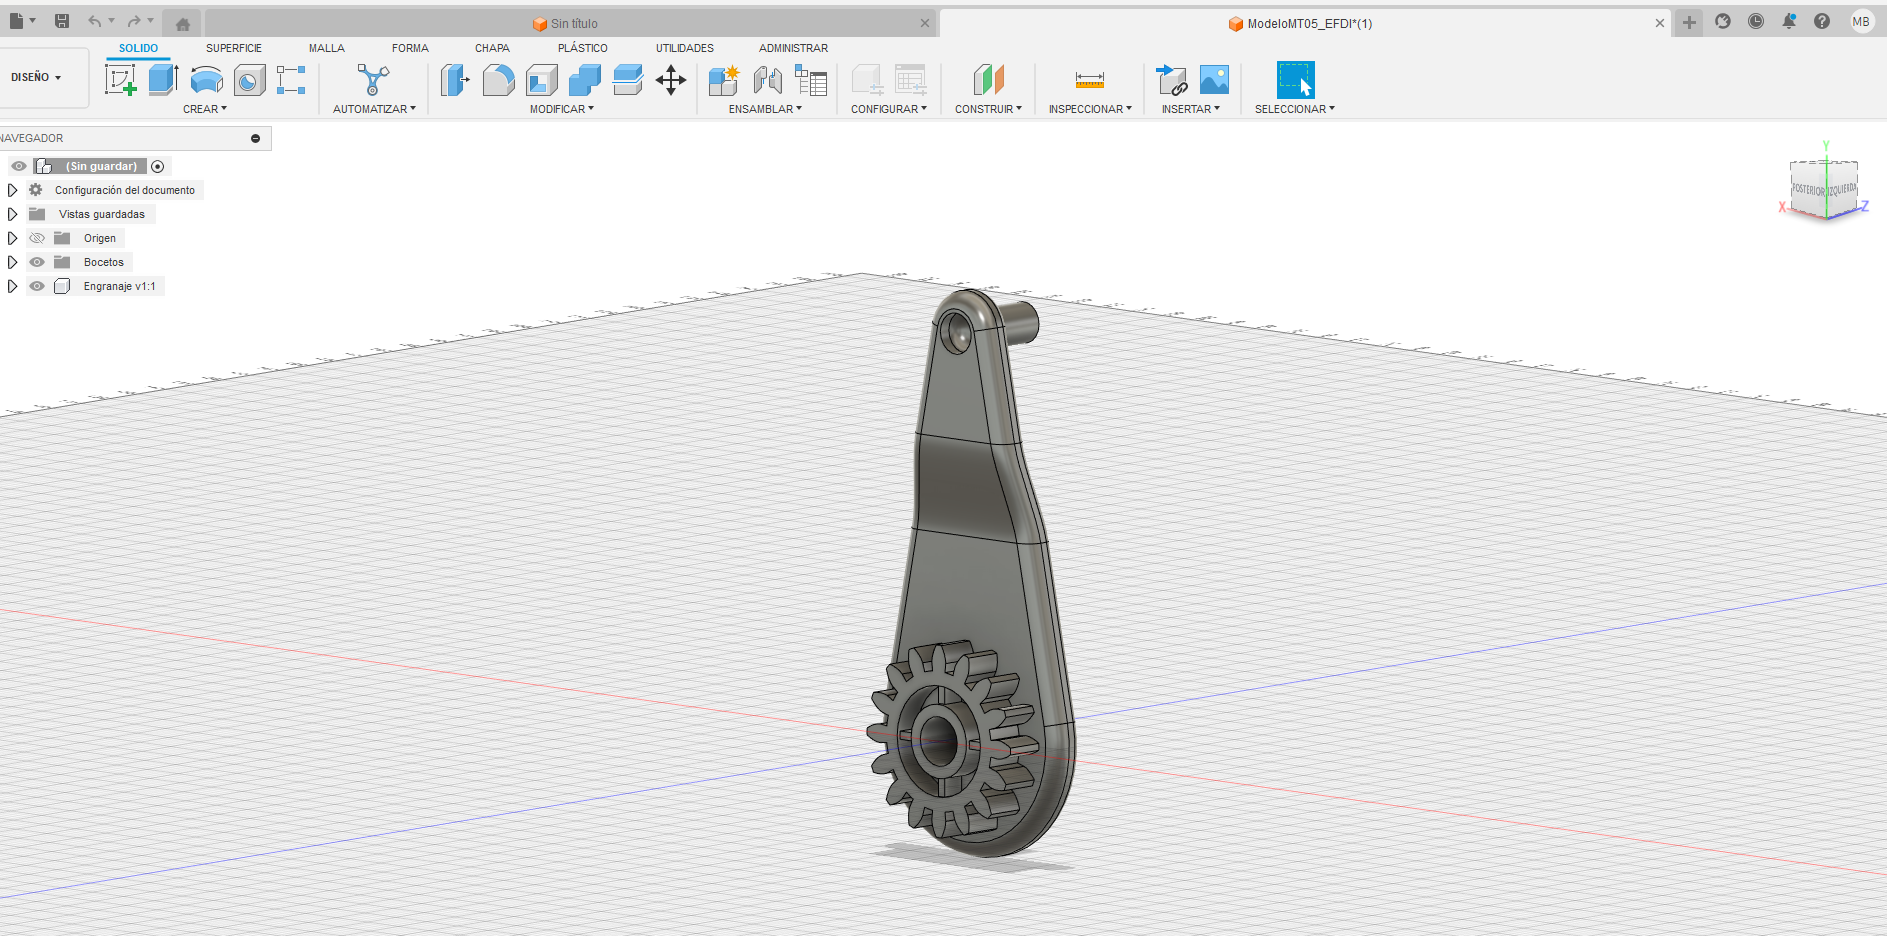 Sin título
ModeloMT05_EFDI*(1)
MB
SOLIDO SUPERFICIE MALLA FORMA CHAPA PLÁSTICO UTILIDADES ADMINISTRAR
DISEÑO
CREAR AUTOMATIZAR MODIFICAR ENSAMBLAR CONFIGURAR CONSTRUIR INSPECCIONAR INSERTAR SELECCIONAR
NAVEGADOR
(Sin guardar)
Configuración del documento
Vistas guardadas
Origen
Bocetos
Engranaje v1:1
Y
POSTERIOR IZQUIERDA
X Z